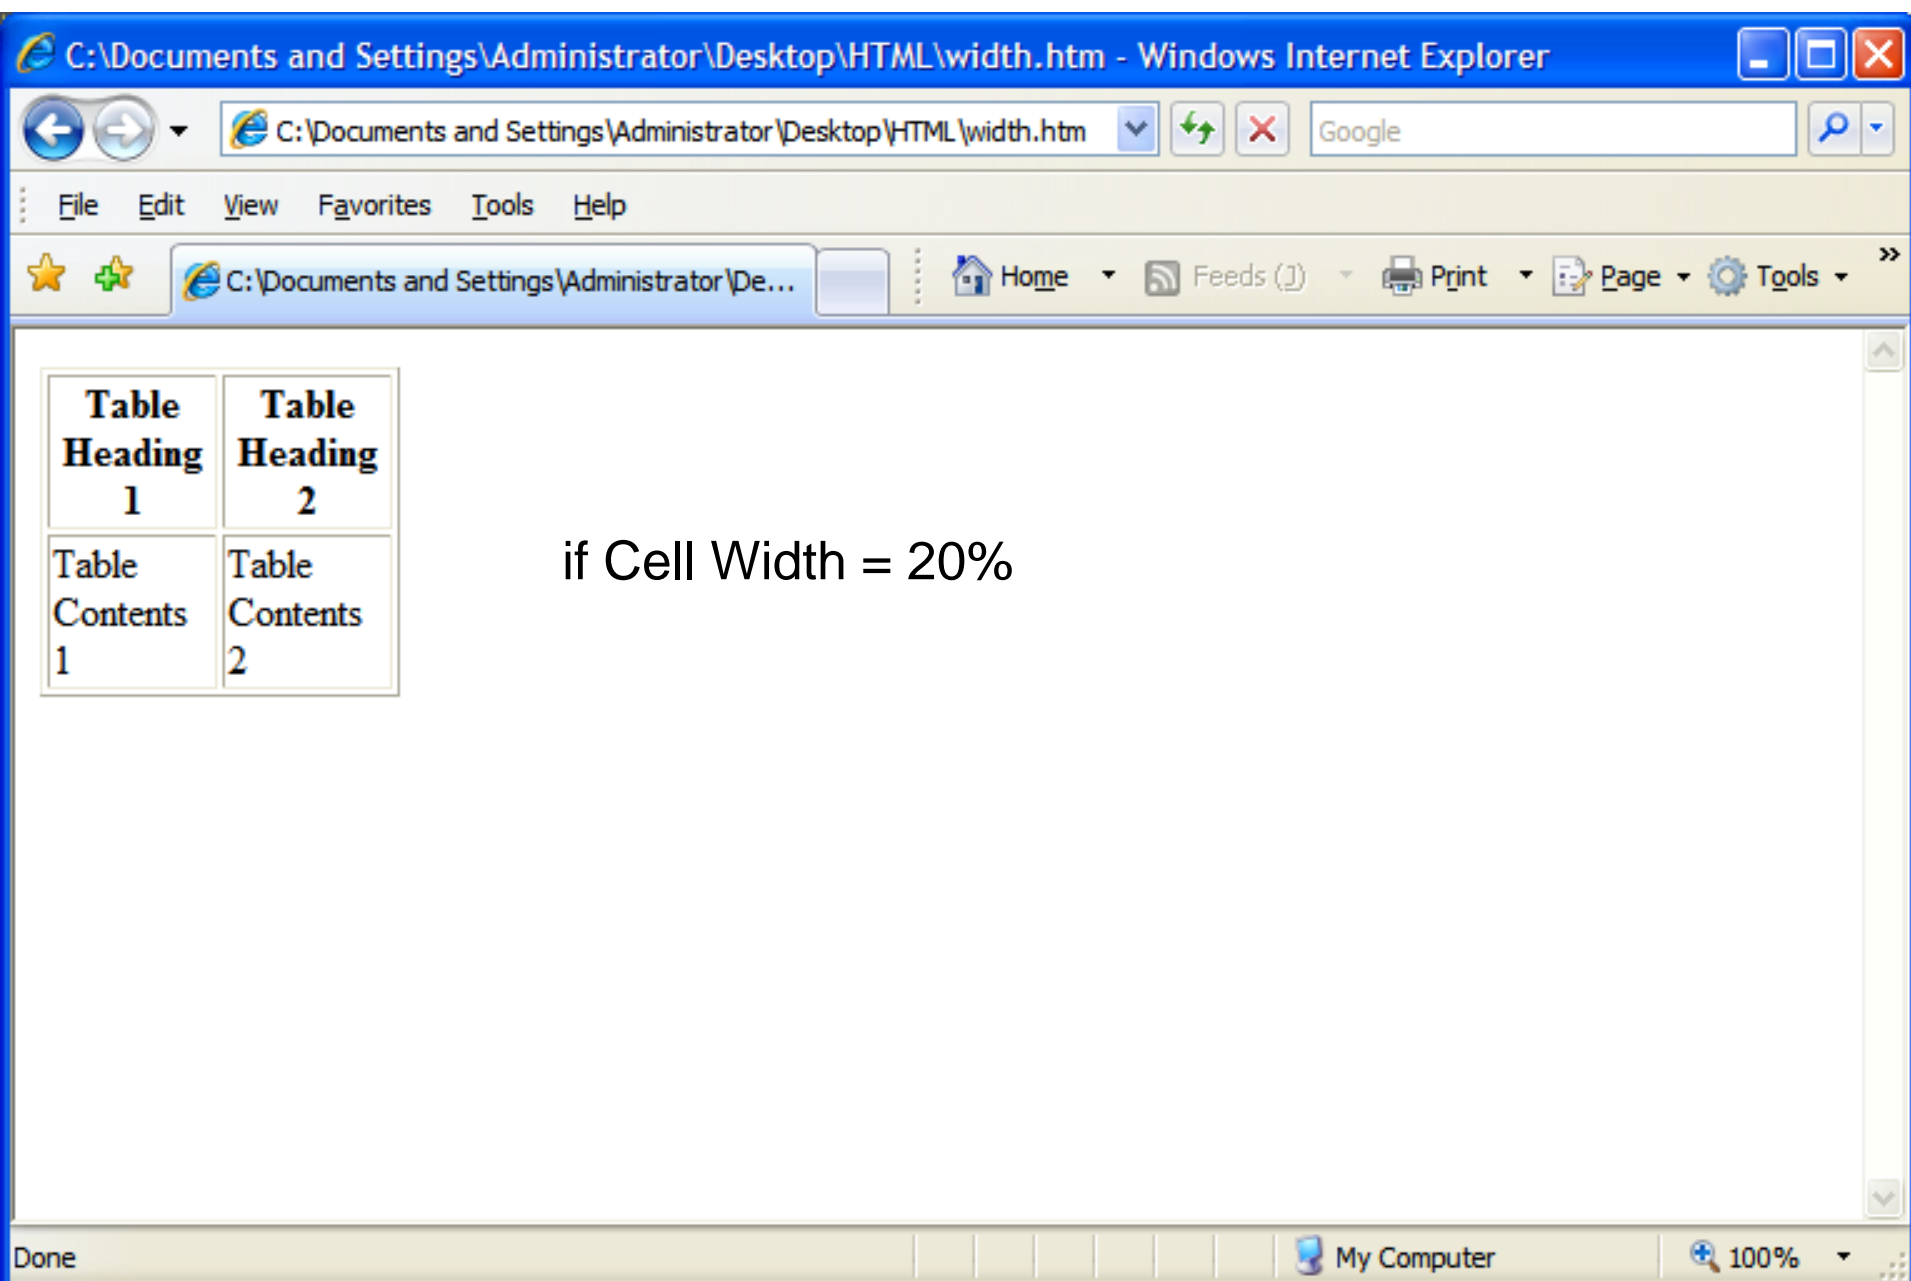 C:\Documents and Settings\Administrator\Desktop\HTML\width.htm - Windows Internet Explorer
C:\Documents and Settings\Administrator\Desktop\HTML\width.htm
Google
File Edit View Favorites Tools Help
C:\Documents and Settings\Administrator\De...
Home Feeds (J) Print Page Tools »
Table Heading 1
Table Heading 2
Table Contents 1
Table Contents 2
if Cell Width = 20%
Done My Computer 100%